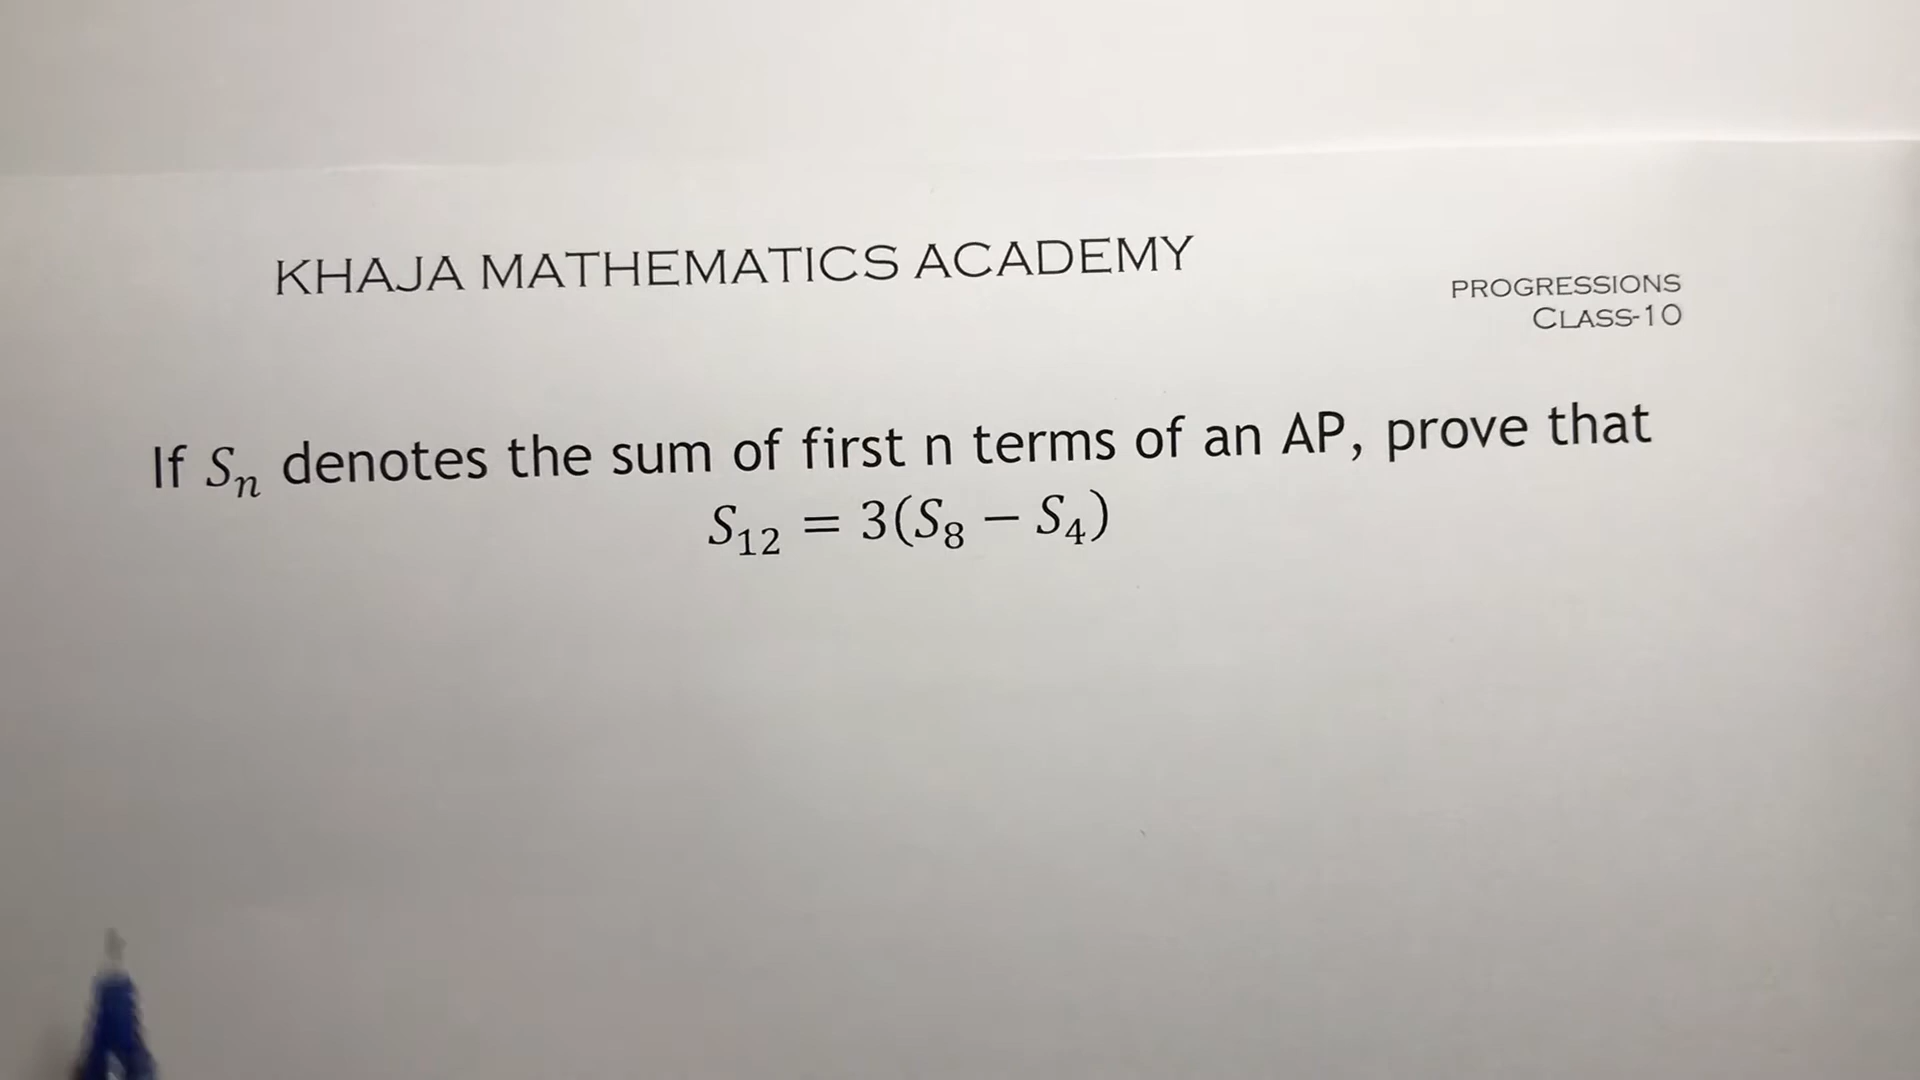 KHAJA MATHEMATICS ACADEMY
PROGRESSIONS
CLASS-10
If Sₙ denotes the sum of first n terms of an AP, prove that
S₁₂ = 3(S₈ − S₄)